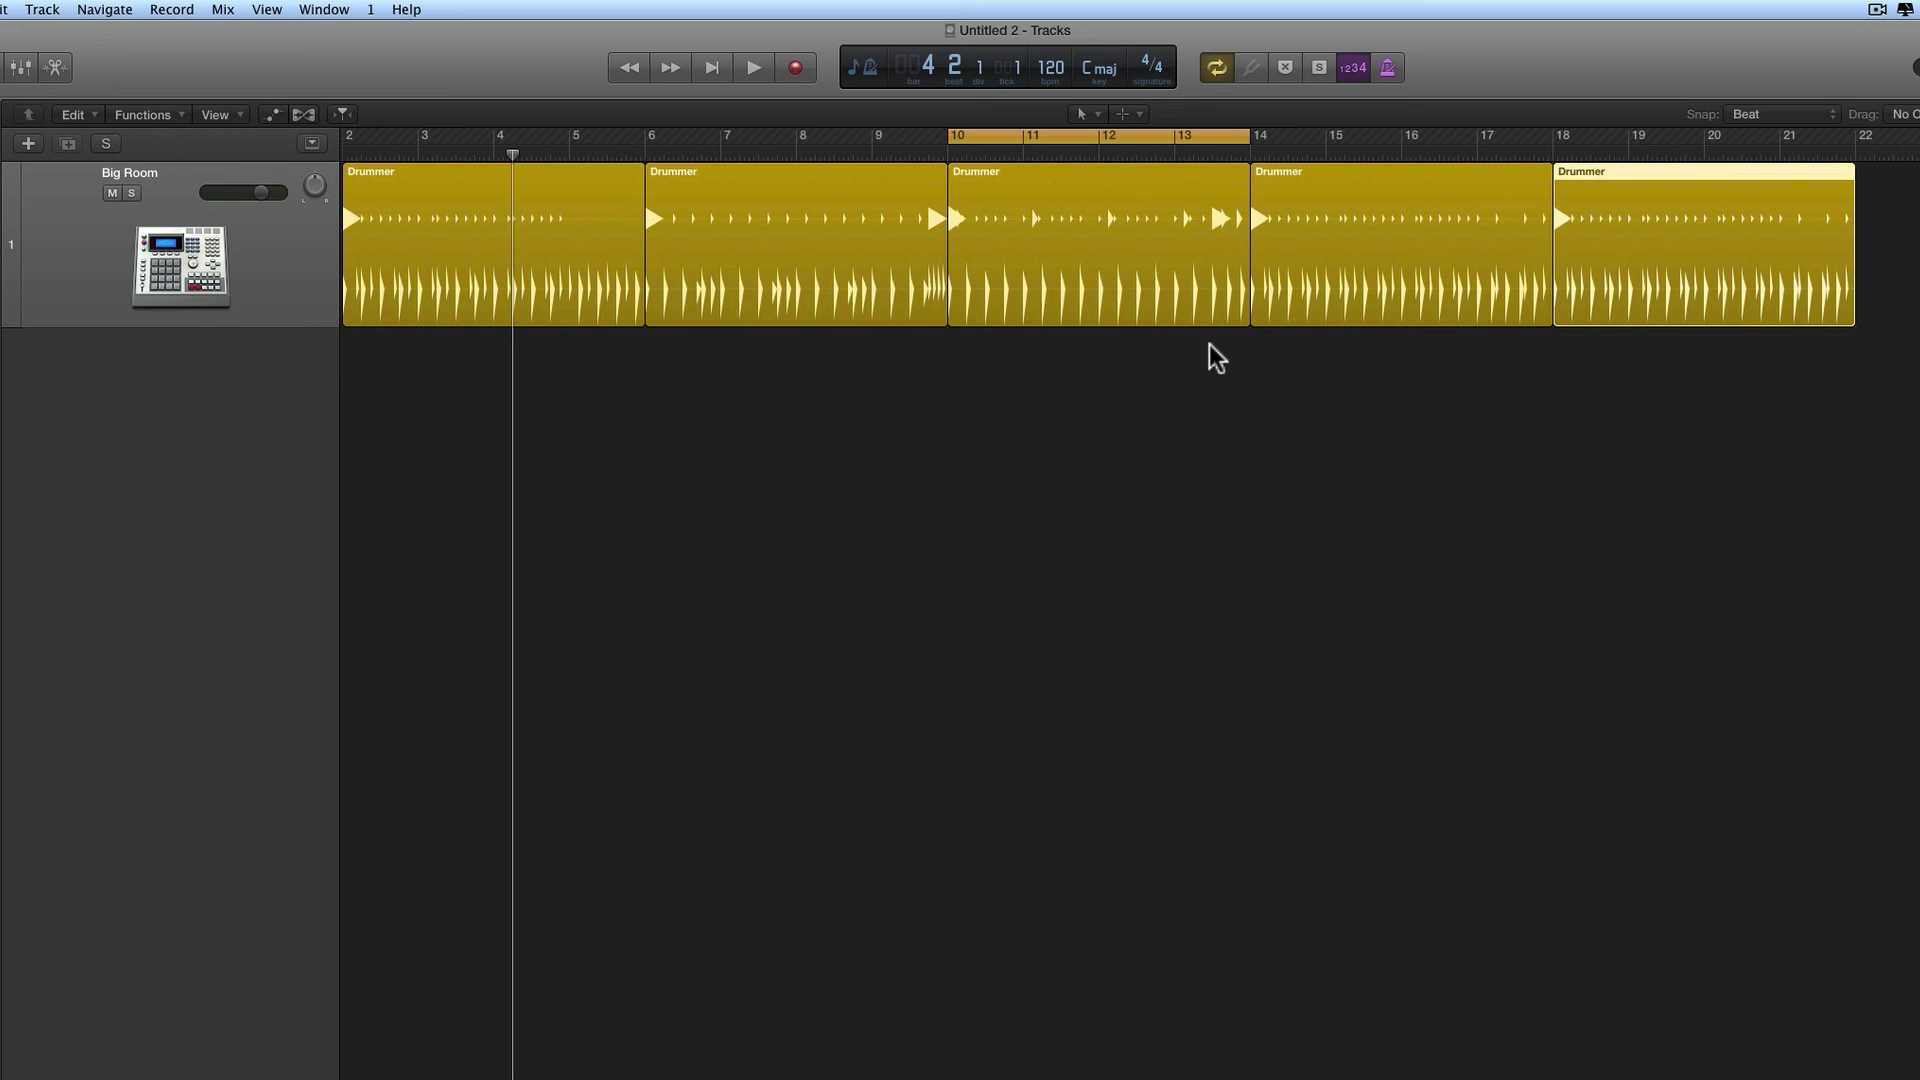 it Track Navigate Record Mix View Window 1 Help
Untitled 2 - Tracks
4 2 1 1 120 C maj 4/4 S 1234
bar beat div tick bpm key signature
Edit Functions View Snap: Beat Drag: No O
S 2 3 4 5 6 7 8 9 10 11 12 13 14 15 16 17 18 19 20 21 22
Big Room Drummer Drummer Drummer Drummer Drummer
M S
L R
1